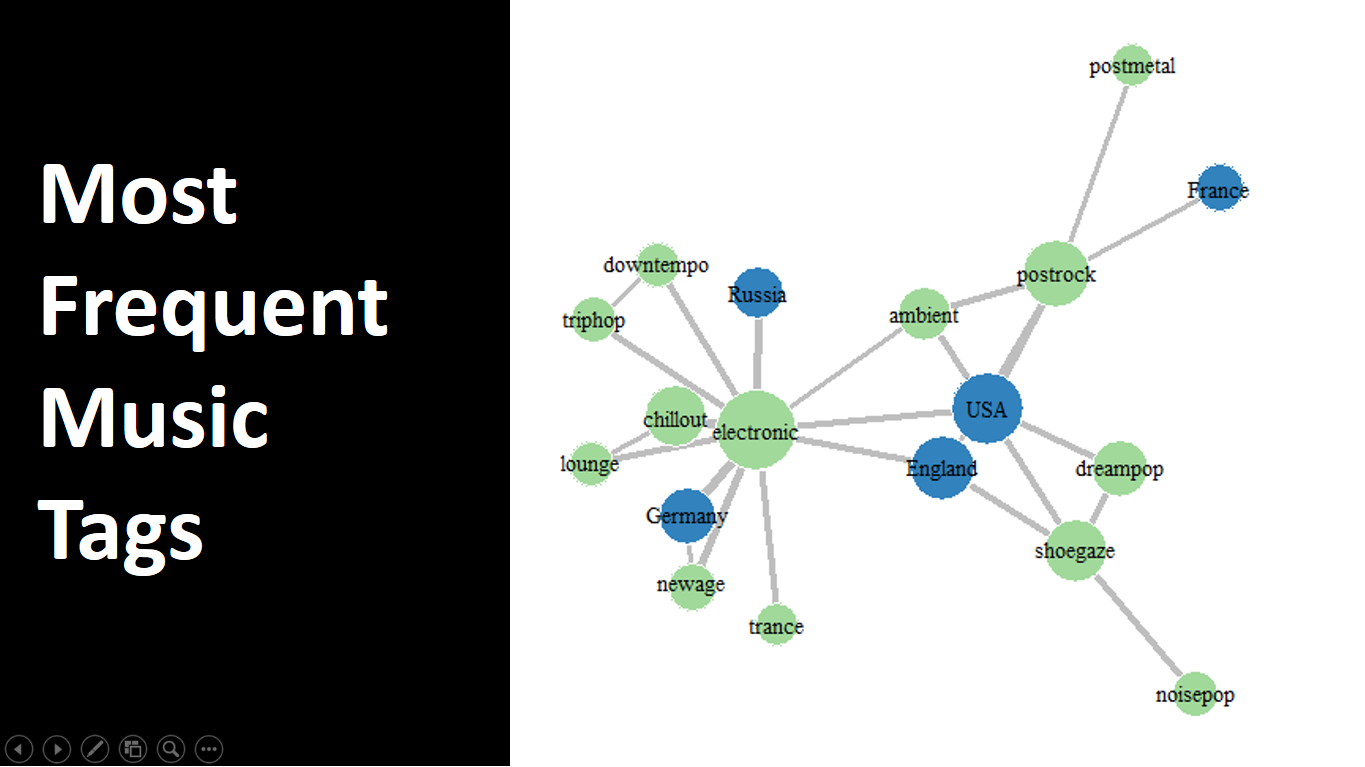 Most
Frequent
Music
Tags
postmetal
France
downtempo
Russia
postrock
triphop
ambient
chillout
electronic
USA
lounge
England
dreampop
Germany
shoegaze
newage
trance
noisepop